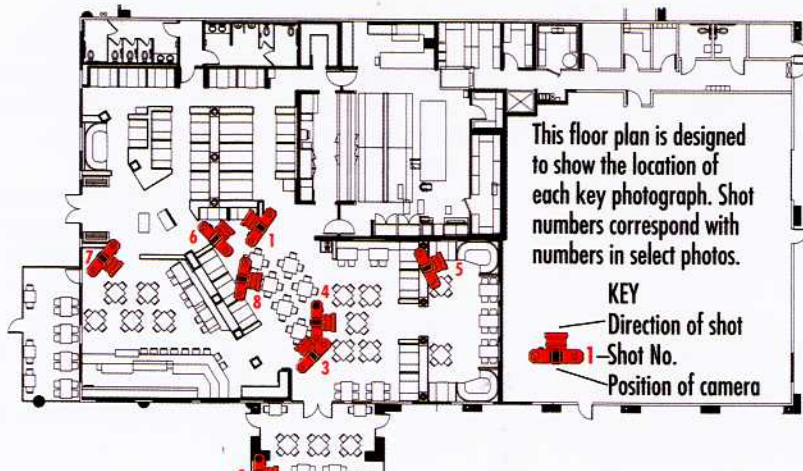 This floor plan is designed
to show the location of
each key photograph. Shot
numbers correspond with
numbers in select photos.
KEY
Direction of shot
1 Shot No.
Position of camera
6
1
7
8
4
5
3